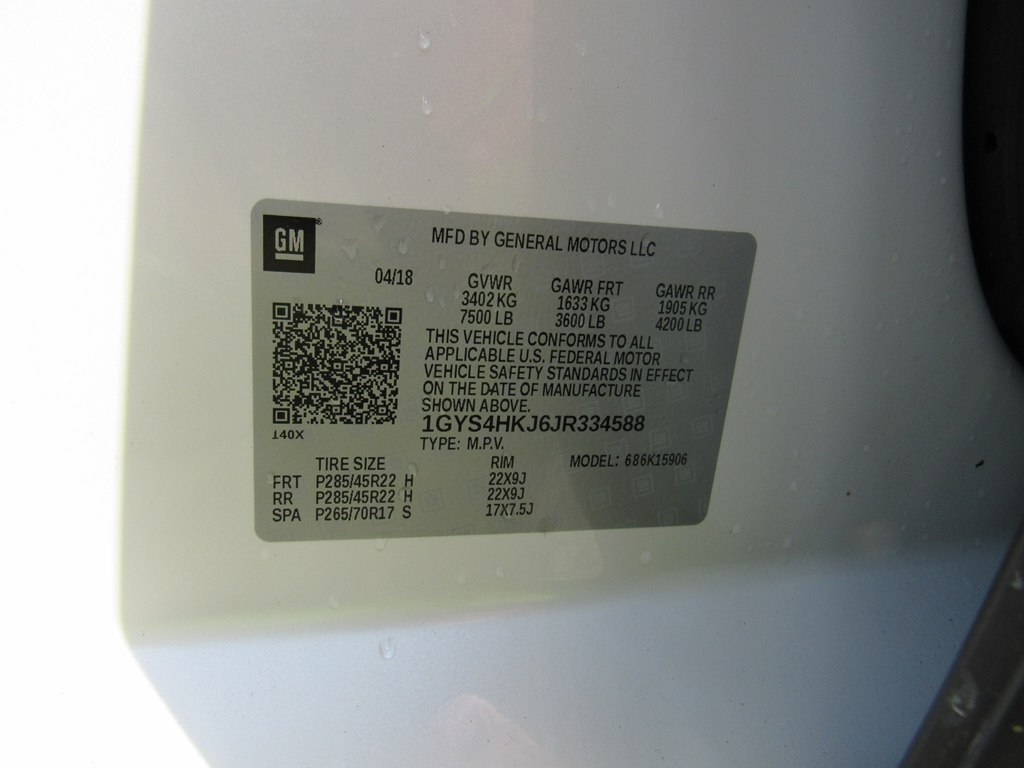 GM®
MFD BY GENERAL MOTORS LLC
04/18 GVWR GAWR FRT GAWR RR
3402 KG 1633 KG 1905 KG
7500 LB 3600 LB 4200 LB
THIS VEHICLE CONFORMS TO ALL
APPLICABLE U.S. FEDERAL MOTOR
VEHICLE SAFETY STANDARDS IN EFFECT
ON THE DATE OF MANUFACTURE
SHOWN ABOVE.
1GYS4HKJ6JR334588
140X
TYPE: M.P.V.
TIRE SIZE RIM MODEL: 686K15906
FRT P285/45R22 H 22X9J
RR P285/45R22 H 22X9J
SPA P265/70R17 S 17X7.5J